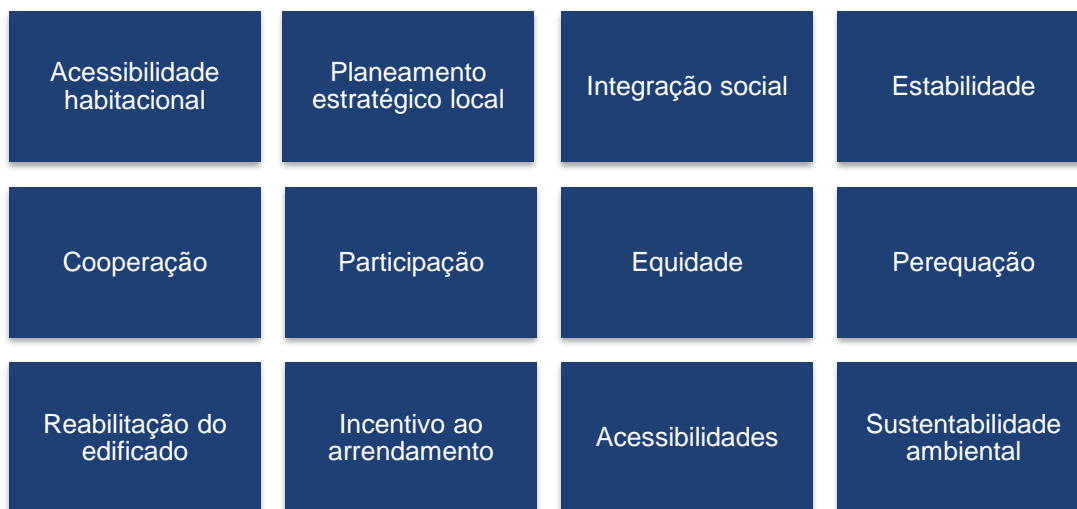 Acessibilidade
habitacional
Planeamento
estratégico local
Integração social
Estabilidade
Cooperação
Participação
Equidade
Perequação
Reabilitação do
edificado
Incentivo ao
arrendamento
Acessibilidades
Sustentabilidade
ambiental